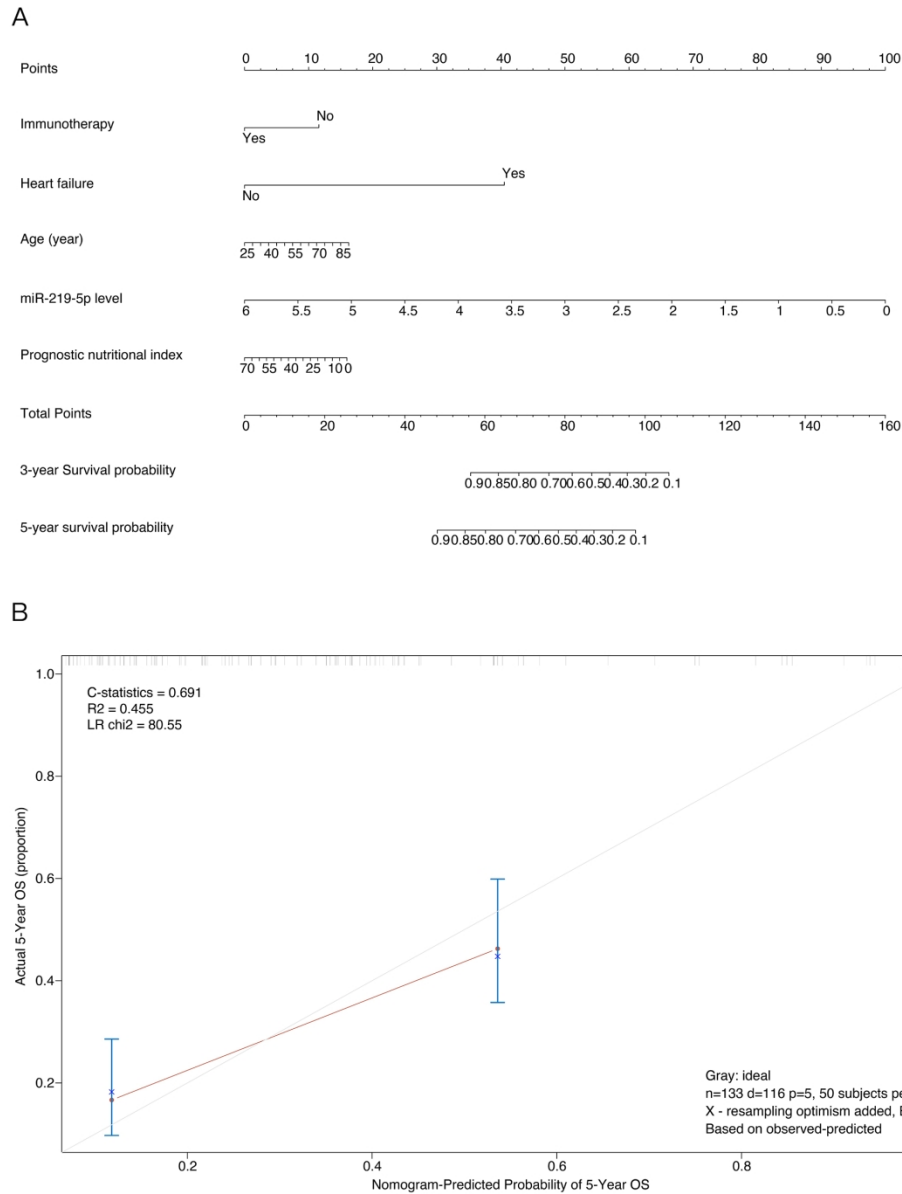 A
Points
0 10 20 30 40 50 60 70 80 90 100
Immunotherapy
No
Yes
Heart failure
Yes
No
Age (year)
25 40 55 70 85
miR-219-5p level
6 5.5 5 4.5 4 3.5 3 2.5 2 1.5 1 0.5 0
Prognostic nutritional index
70 55 40 25 10 0
Total Points
0 20 40 60 80 100 120 140 160
3-year Survival probability
0.90.850.80 0.700.60.50.40.30.2 0.1
5-year survival probability
0.90.850.80 0.700.60.50.40.30.2 0.1
B
C-statistics = 0.691
R2 = 0.455
LR chi2 = 80.55
Actual 5-Year OS (proportion)
1.0
0.8
0.6
0.4
0.2
Gray: ideal
n=133 d=116 p=5, 50 subjects pe
X - resampling optimism added,
Based on observed-predicted
0.2 0.4 0.6 0.8
Nomogram-Predicted Probability of 5-Year OS